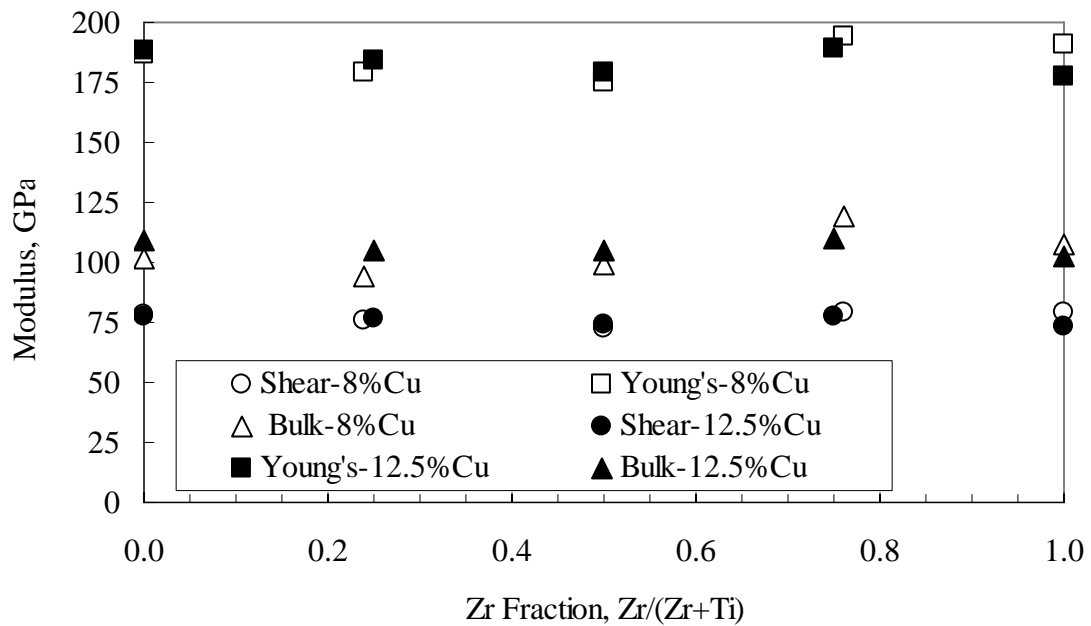 200
175
150
125
100
75
50
25
0
Modulus, GPa
Shear-8%Cu
Young's-8%Cu
Bulk-8%Cu
Shear-12.5%Cu
Young's-12.5%Cu
Bulk-12.5%Cu
0.0 0.2 0.4 0.6 0.8 1.0
Zr Fraction, Zr/(Zr+Ti)